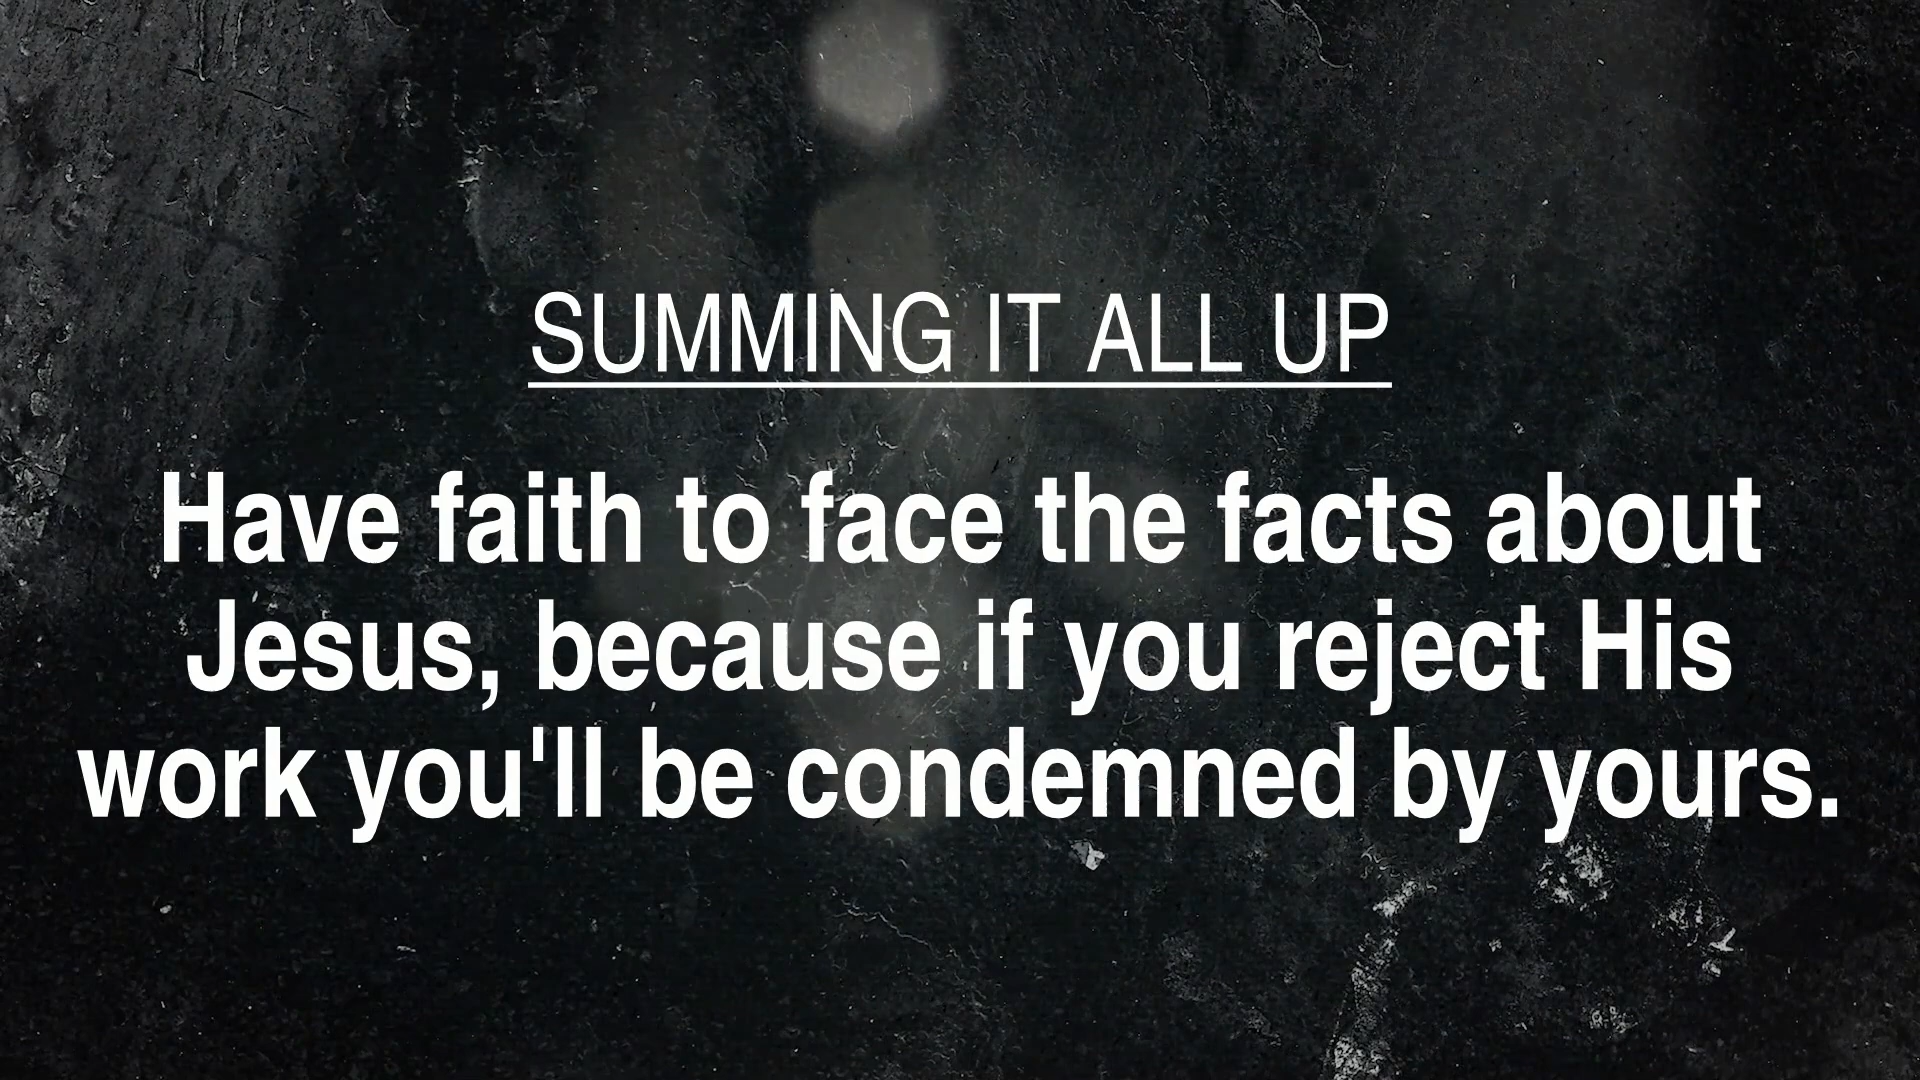 SUMMING IT ALL UP
Have faith to face the facts about
Jesus, because if you reject His
work you'll be condemned by yours.